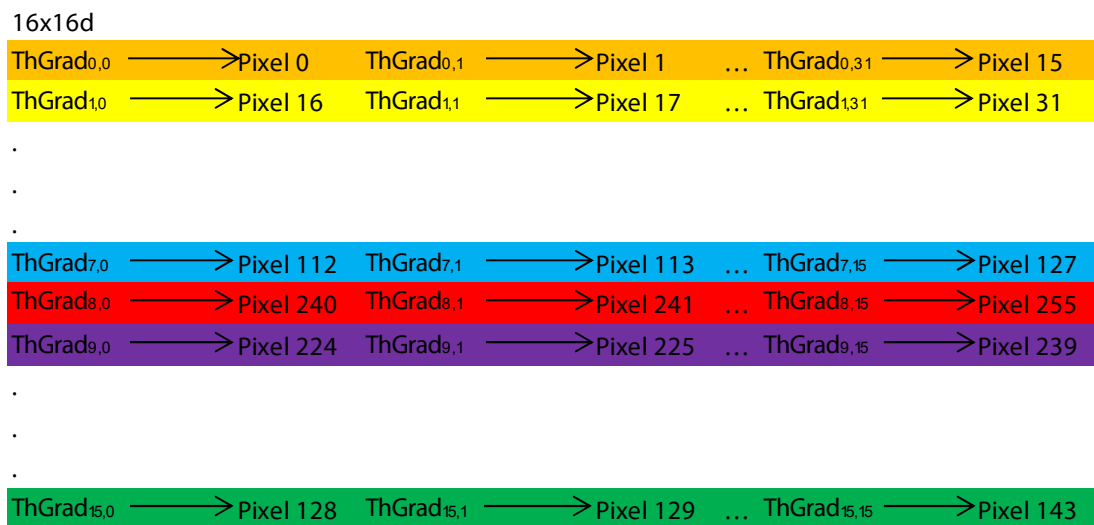 16x16d
ThGrad0,0 → Pixel 0 ThGrad0,1 → Pixel 1 … ThGrad0,31 → Pixel 15
ThGrad1,0 → Pixel 16 ThGrad1,1 → Pixel 17 … ThGrad1,31 → Pixel 31
.
.
.
ThGrad7,0 → Pixel 112 ThGrad7,1 → Pixel 113 … ThGrad7,15 → Pixel 127
ThGrad8,0 → Pixel 240 ThGrad8,1 → Pixel 241 … ThGrad8,15 → Pixel 255
ThGrad9,0 → Pixel 224 ThGrad9,1 → Pixel 225 … ThGrad9,15 → Pixel 239
.
.
.
ThGrad15,0 → Pixel 128 ThGrad15,1 → Pixel 129 … ThGrad15,15 → Pixel 143